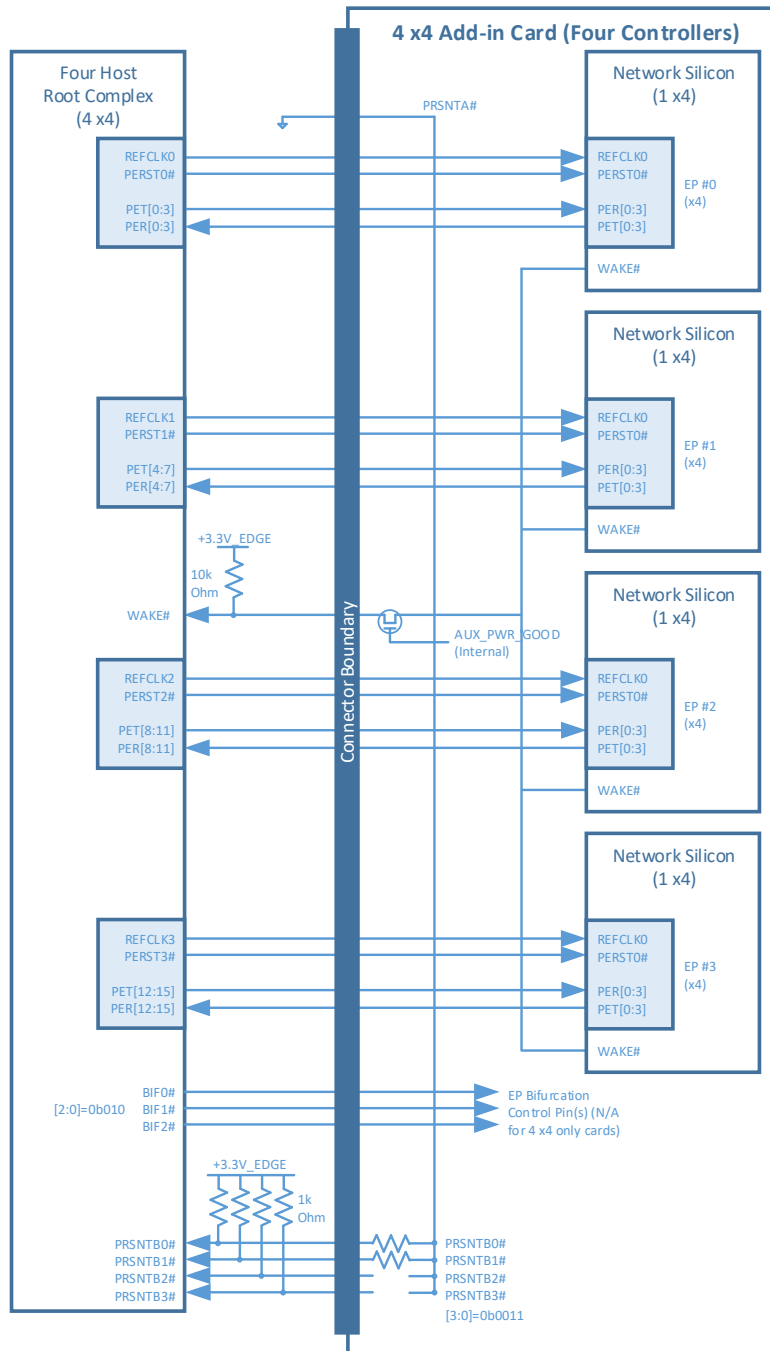 4 x4 Add-in Card (Four Controllers)
Four Host
Root Complex
(4 x4)
Network Silicon
(1 x4)
PRSNTA#
REFCLK0
PERST0#
PET[0:3]
PER[0:3]
REFCLK0
PERST0#
PER[0:3]
PET[0:3]
EP #0
(x4)
WAKE#
Network Silicon
(1 x4)
REFCLK1
PERST1#
PET[4:7]
PER[4:7]
REFCLK0
PERST0#
PER[0:3]
PET[0:3]
EP #1
(x4)
WAKE#
+3.3V_EDGE
10k
Ohm
WAKE#
AUX_PWR_GOOD
(Internal)
Connector Boundary
Network Silicon
(1 x4)
REFCLK2
PERST2#
PET[8:11]
PER[8:11]
REFCLK0
PERST0#
PER[0:3]
PET[0:3]
EP #2
(x4)
WAKE#
Network Silicon
(1 x4)
REFCLK3
PERST3#
PET[12:15]
PER[12:15]
REFCLK0
PERST0#
PER[0:3]
PET[0:3]
EP #3
(x4)
WAKE#
[2:0]=0b010
BIF0#
BIF1#
BIF2#
EP Bifurcation
Control Pin(s) (N/A
for 4 x4 only cards)
+3.3V_EDGE
1k
Ohm
PRSNTB0#
PRSNTB1#
PRSNTB2#
PRSNTB3#
PRSNTB0#
PRSNTB1#
PRSNTB2#
PRSNTB3#
[3:0]=0b0011